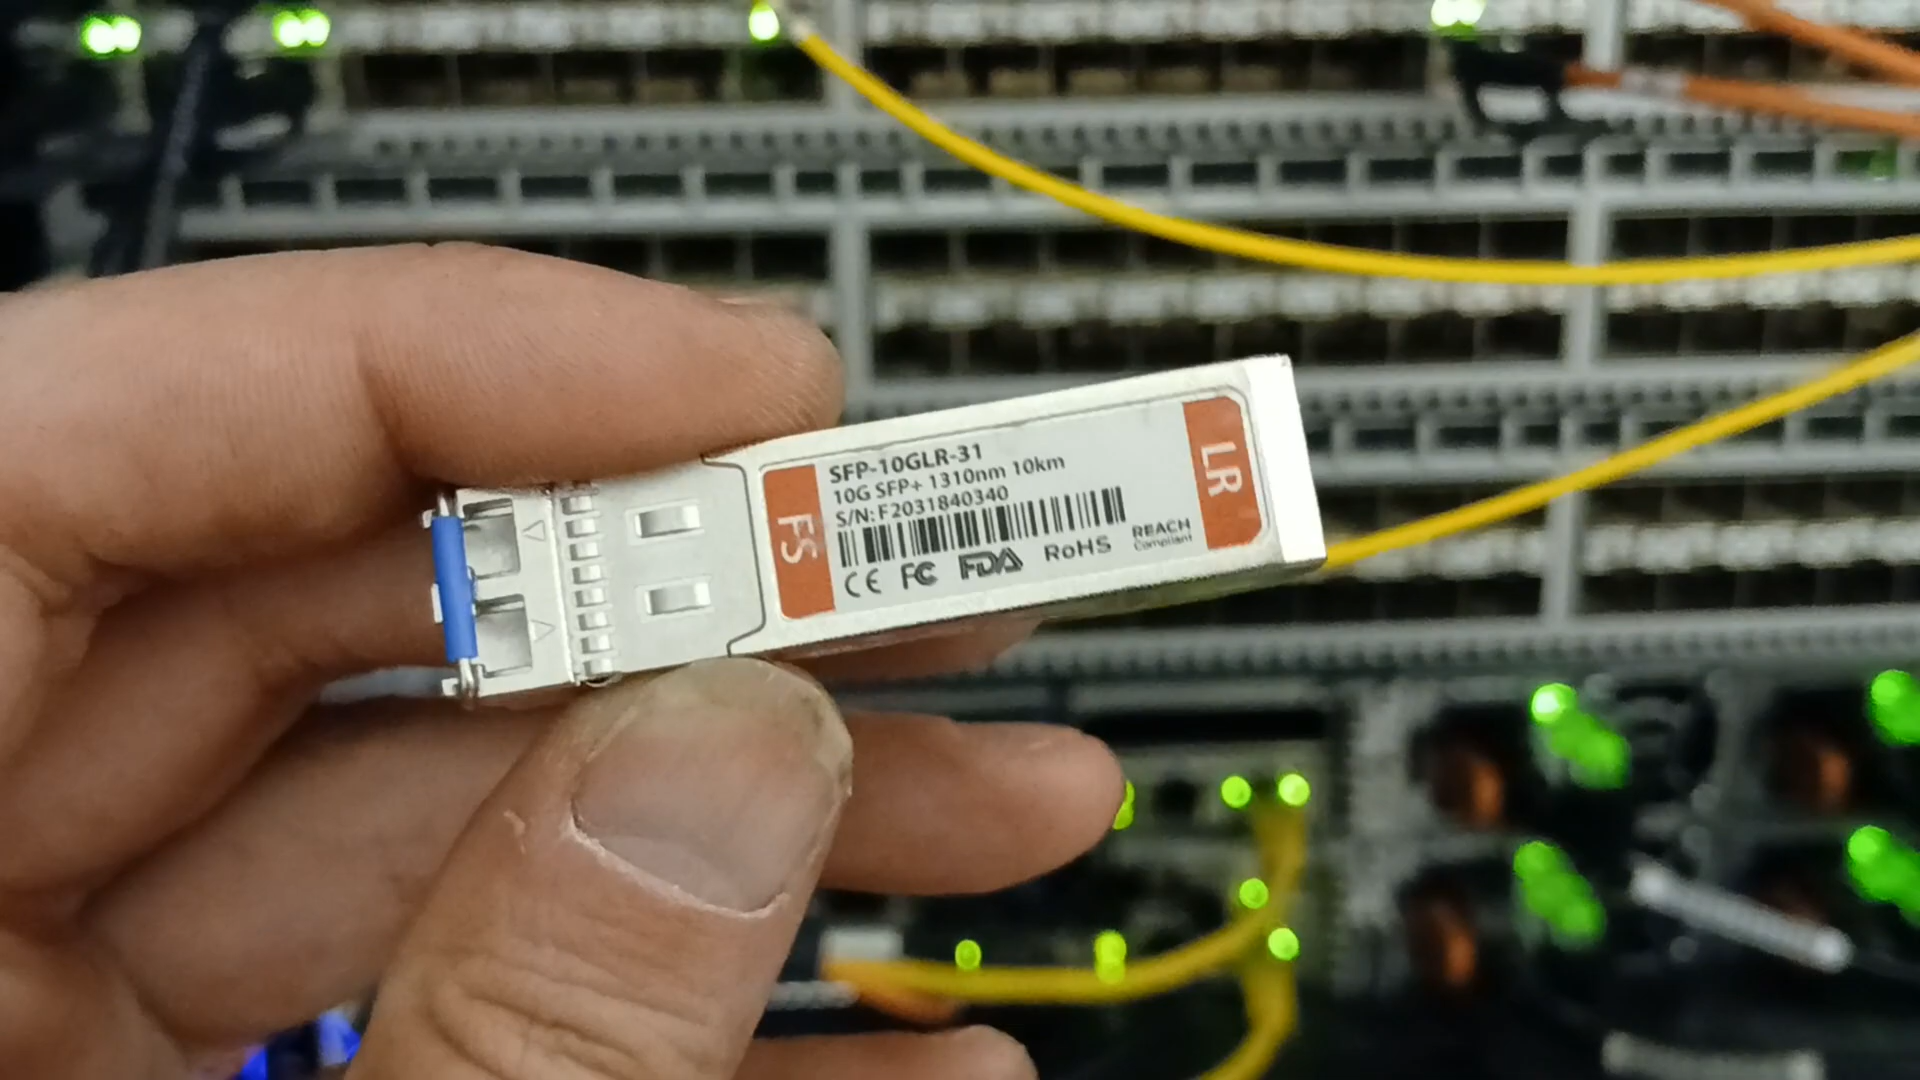 SFP-10GLR-31
10G SFP+ 1310nm 10km
S/N: F2031840340
FS
LR
CE FC FDA RoHS REACH
Compliant